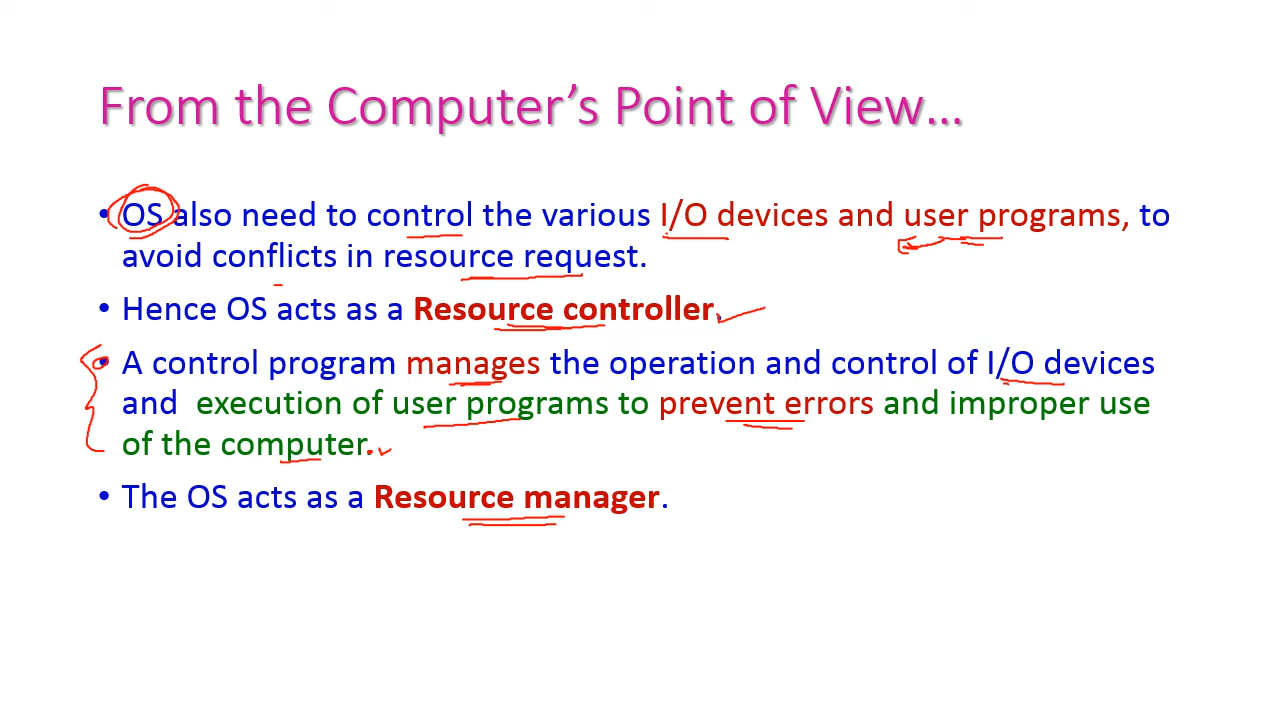 From the Computer’s Point of View...
• OS also need to control the various I/O devices and user programs, to
avoid conflicts in resource request.
• Hence OS acts as a Resource controller.
• A control program manages the operation and control of I/O devices
and execution of user programs to prevent errors and improper use
of the computer.
• The OS acts as a Resource manager.